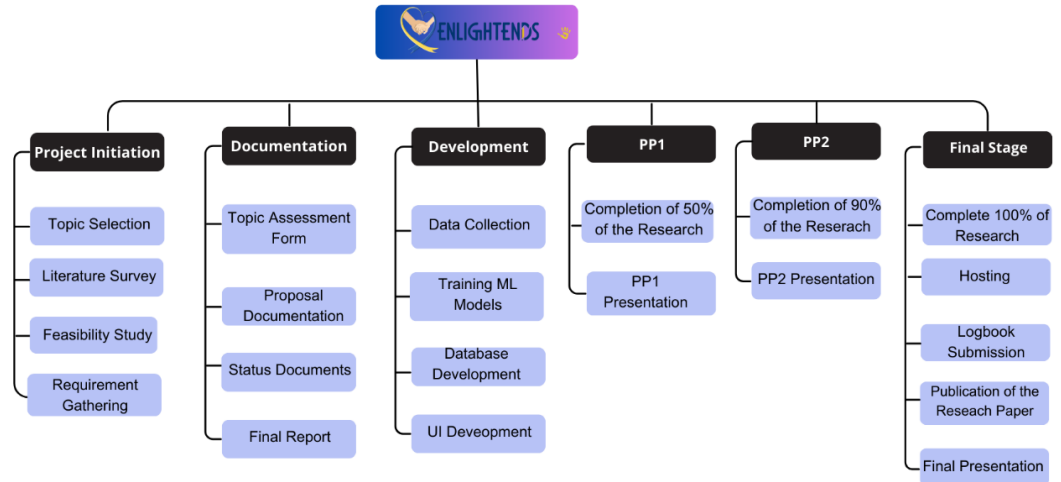 ENLIGHTENDS
Project Initiation
Topic Selection
Literature Survey
Feasibility Study
Requirement
Gathering
Documentation
Topic Assessment
Form
Proposal
Documentation
Status Documents
Final Report
Development
Data Collection
Training ML
Models
Database
Development
UI Deveopment
PP1
Completion of 50%
of the Research
PP1
Presentation
PP2
Completion of 90%
of the Reserach
PP2 Presentation
Final Stage
Complete 100% of
Research
Hosting
Logbook
Submission
Publication of the
Reseach Paper
Final Presentation